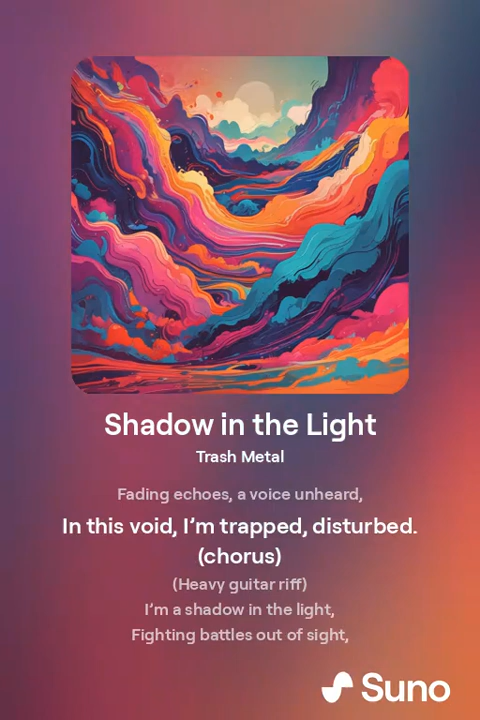 Shadow in the Light
Trash Metal
Fading echoes, a voice unheard,
In this void, I’m trapped, disturbed.
(chorus)
(Heavy guitar riff)
I’m a shadow in the light,
Fighting battles out of sight,
Suno